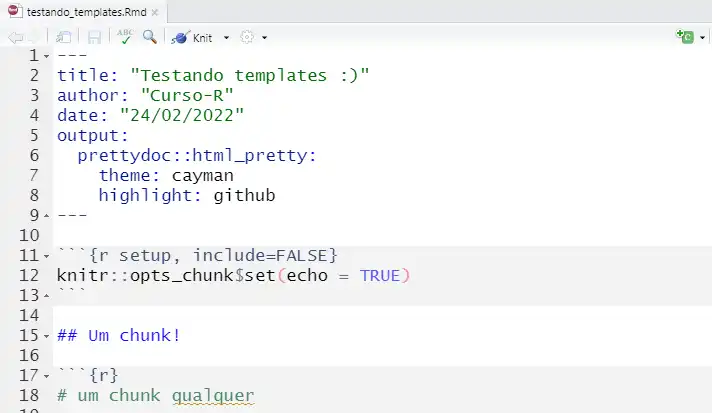 testando_templates.Rmd
ABC Knit
1 ---
2 title: "Testando templates :)"
3 author: "Curso-R"
4 date: "24/02/2022"
5 output:
6   prettydoc::html_pretty:
7     theme: cayman
8     highlight: github
9 ---
10
11 ```{r setup, include=FALSE}
12 knitr::opts_chunk$set(echo = TRUE)
13 ```
14
15 ## Um chunk!
16
17 ```{r}
18 # um chunk qualquer